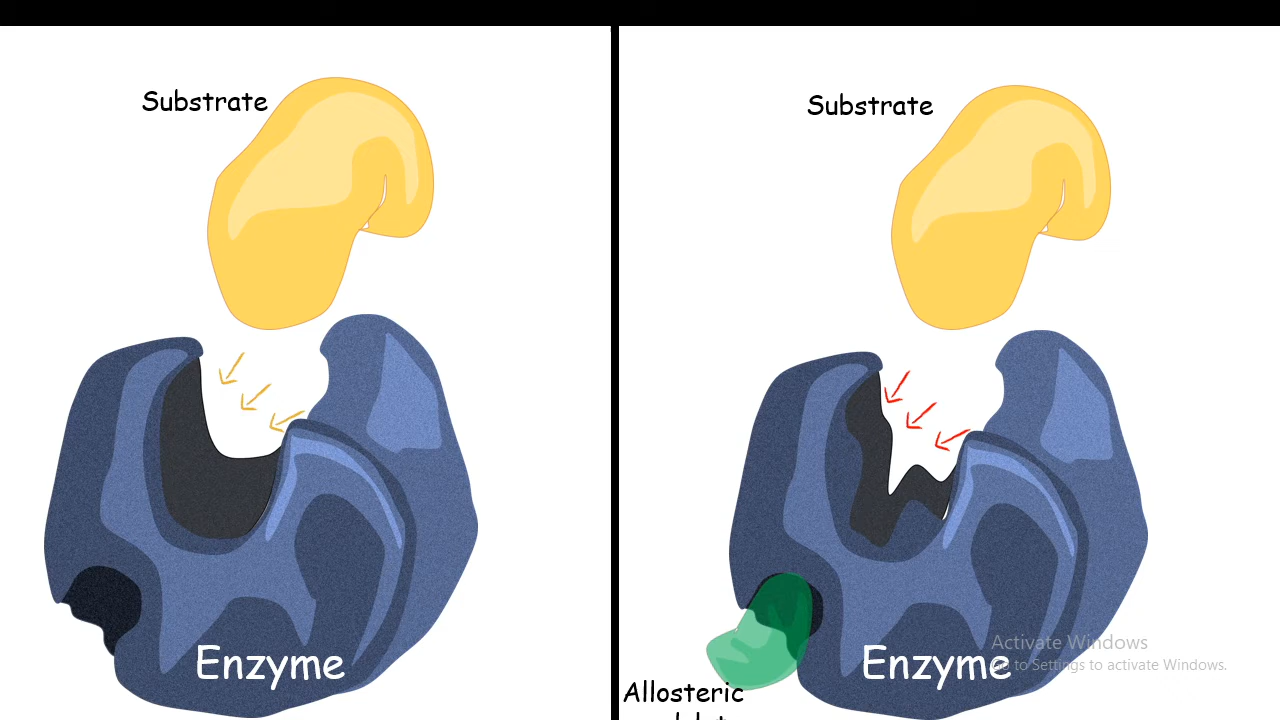 Substrate
Enzyme
Substrate
Enzyme
Activate Windows
Go to Settings to activate Windows.
Allosteric